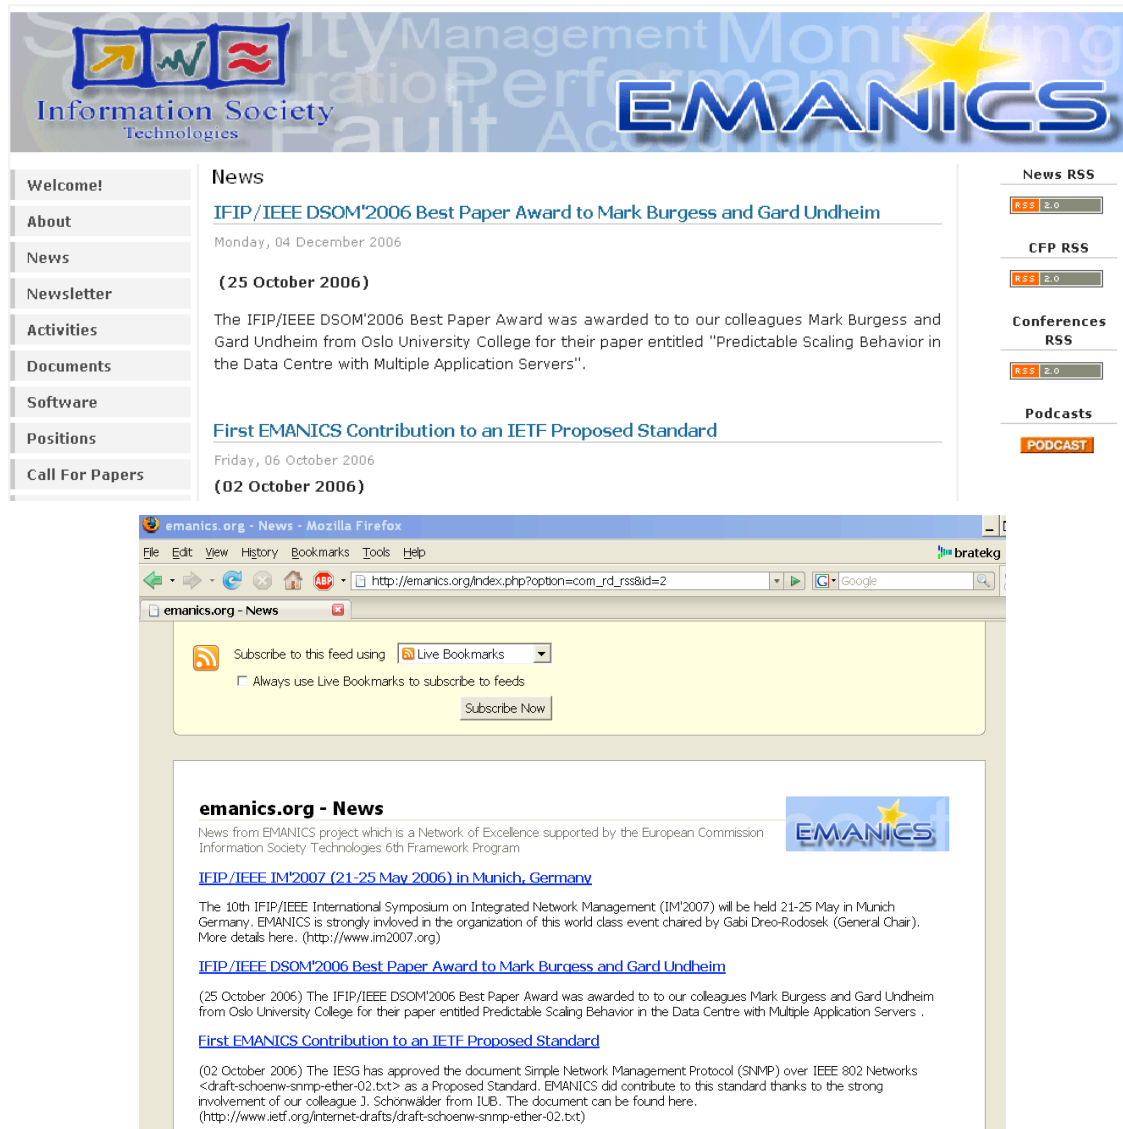 Security Management Monitoring
Configuration Performance
Fault Accounting
Information Society
Technologies
EMANICS
Welcome!
About
News
Newsletter
Activities
Documents
Software
Positions
Call For Papers
News
IFIP/IEEE DSOM'2006 Best Paper Award to Mark Burgess and Gard Undheim
Monday, 04 December 2006
(25 October 2006)
The IFIP/IEEE DSOM'2006 Best Paper Award was awarded to to our colleagues Mark Burgess and
Gard Undheim from Oslo University College for their paper entitled "Predictable Scaling Behavior in
the Data Centre with Multiple Application Servers".
First EMANICS Contribution to an IETF Proposed Standard
Friday, 06 October 2006
(02 October 2006)
News RSS
RSS 2.0
CFP RSS
RSS 2.0
Conferences
RSS
RSS 2.0
Podcasts
PODCAST
emanics.org - News - Mozilla Firefox
File Edit View History Bookmarks Tools Help
bratekg
ABP http://emanics.org/index.php?option=com_rd_rss&id=2 G Google
emanics.org - News
Subscribe to this feed using Live Bookmarks
Always use Live Bookmarks to subscribe to feeds
Subscribe Now
emanics.org - News
EMANICS
News from EMANICS project which is a Network of Excellence supported by the European Commission
Information Society Technologies 6th Framework Program
IFIP/IEEE IM'2007 (21-25 May 2006) in Munich, Germany
The 10th IFIP/IEEE International Symposium on Integrated Network Management (IM'2007) will be held 21-25 May in Munich
Germany. EMANICS is strongly invloved in the organization of this world class event chaired by Gabi Dreo-Rodosek (General Chair).
More details here. (http://www.im2007.org)
IFIP/IEEE DSOM'2006 Best Paper Award to Mark Burgess and Gard Undheim
(25 October 2006) The IFIP/IEEE DSOM'2006 Best Paper Award was awarded to to our colleagues Mark Burgess and Gard Undheim
from Oslo University College for their paper entitled Predictable Scaling Behavior in the Data Centre with Multiple Application Servers .
First EMANICS Contribution to an IETF Proposed Standard
(02 October 2006) The IESG has approved the document Simple Network Management Protocol (SNMP) over IEEE 802 Networks
<draft-schoenw-snmp-ether-02.txt> as a Proposed Standard. EMANICS did contribute to this standard thanks to the strong
involvement of our colleague J. Schönwälder from IUB. The document can be found here.
(http://www.ietf.org/internet-drafts/draft-schoenw-snmp-ether-02.txt)